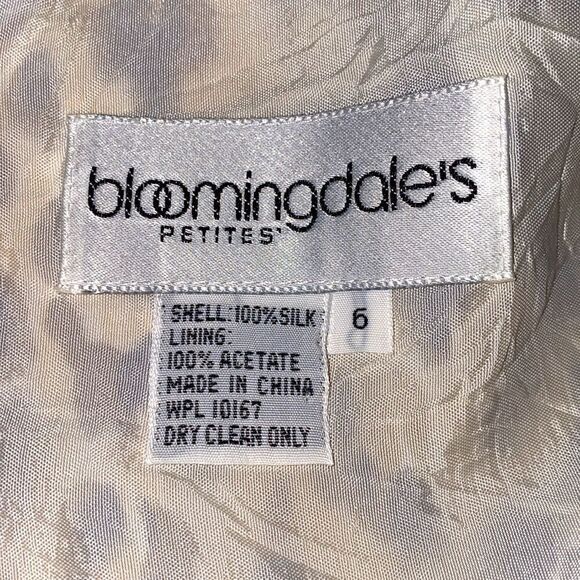 bloomingdale's
PETITES
SHELL: 100% SILK
LINING:
100% ACETATE
MADE IN CHINA
WPL 10167
DRY CLEAN ONLY
6